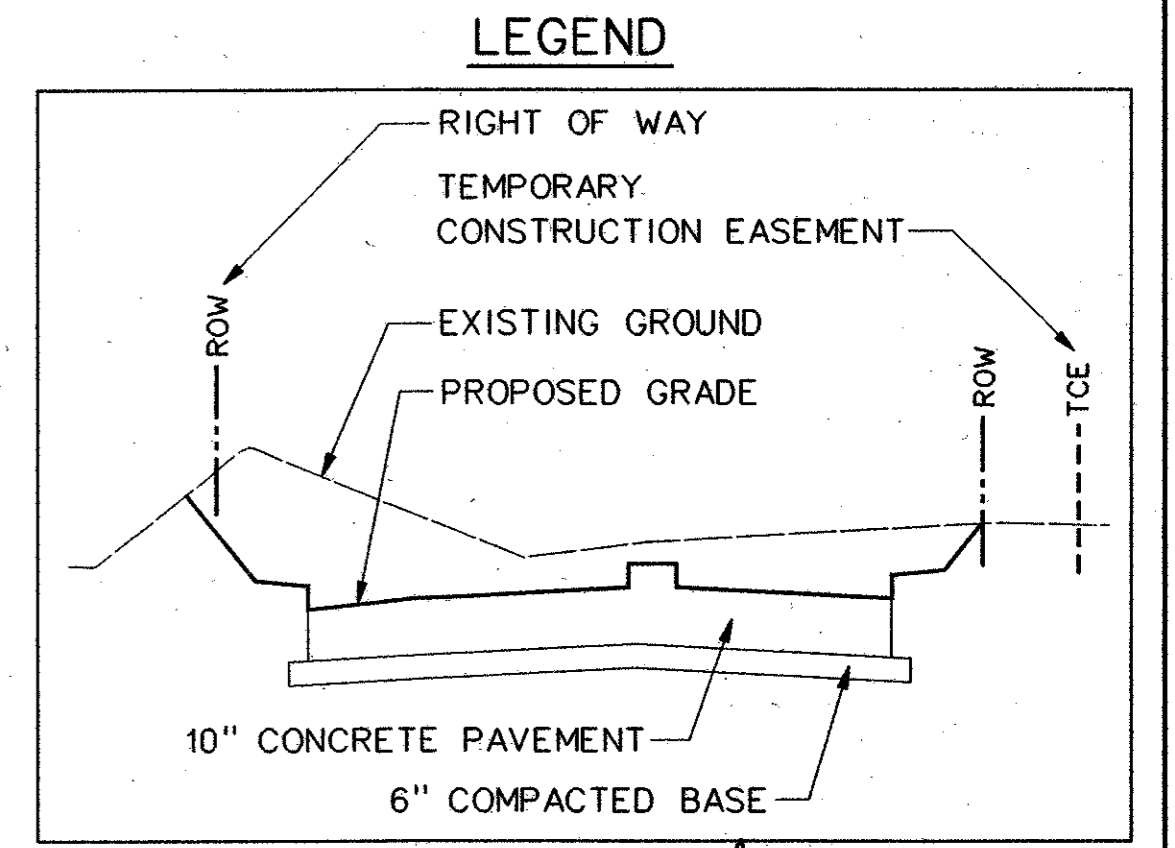 LEGEND
RIGHT OF WAY
TEMPORARY
CONSTRUCTION EASEMENT
ROW
EXISTING GROUND
PROPOSED GRADE
ROW
TCE
10" CONCRETE PAVEMENT
6" COMPACTED BASE